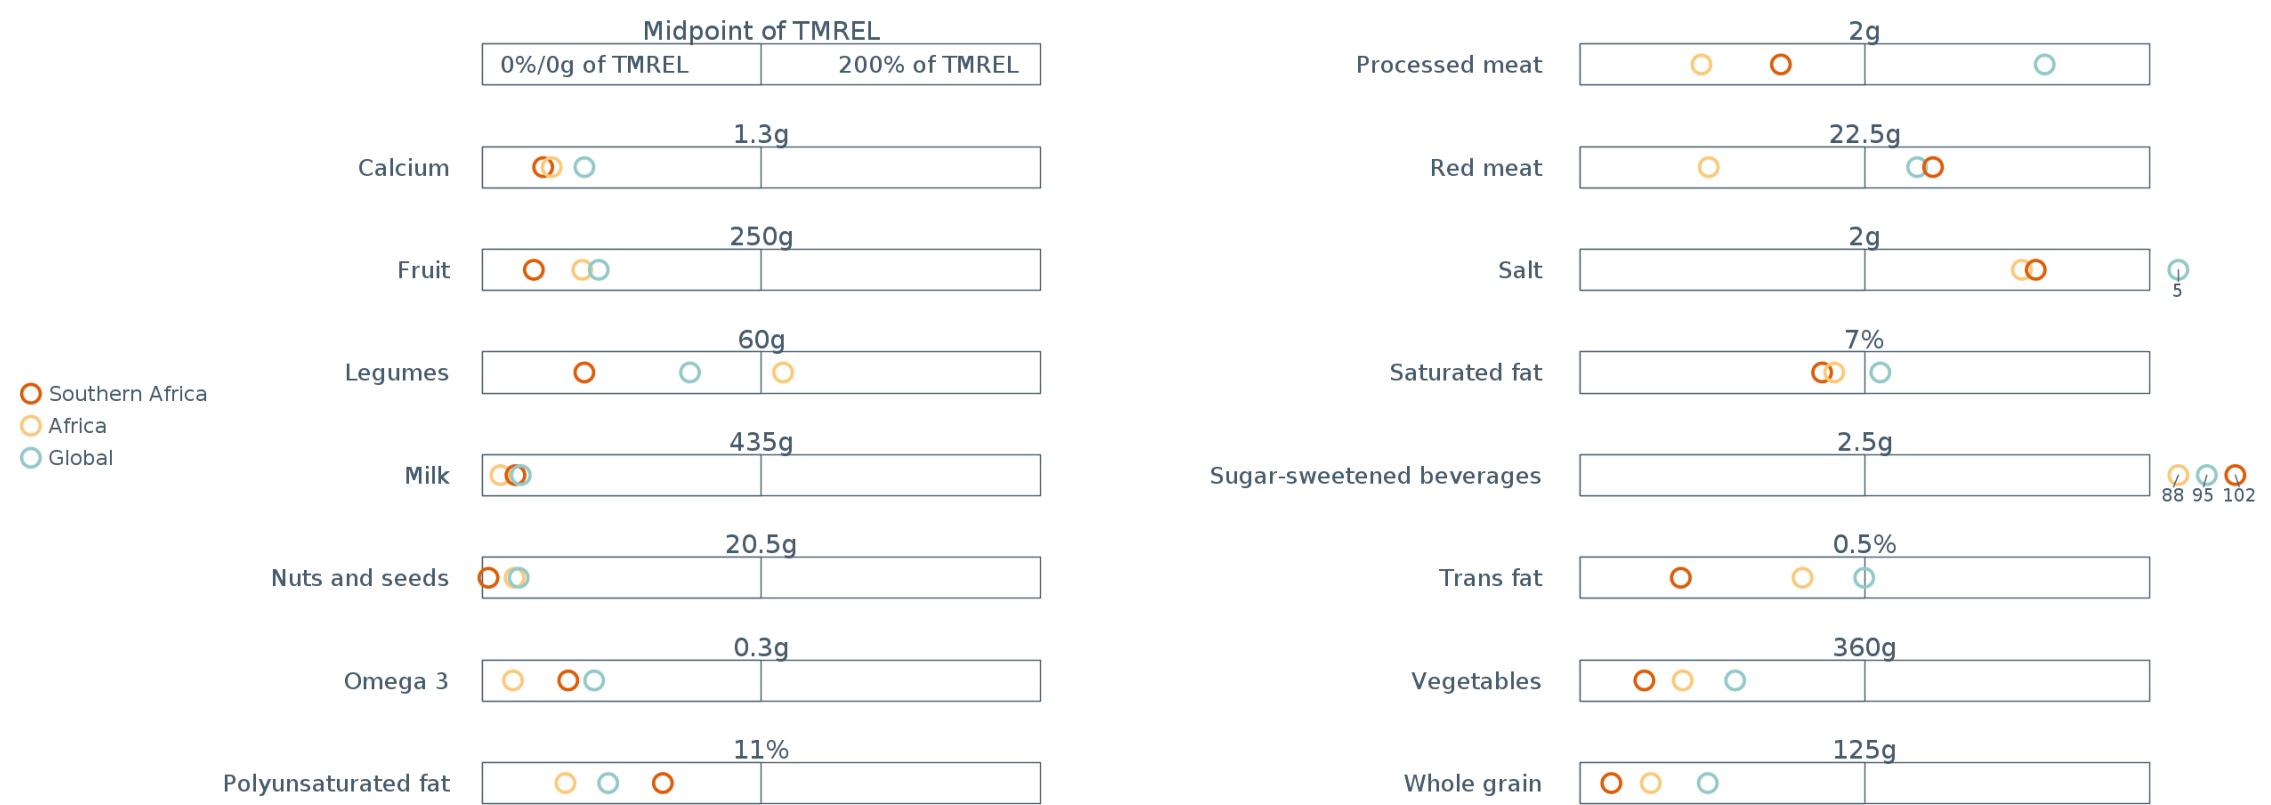 Midpoint of TMREL
0%/0g of TMREL 200% of TMREL
1.3g
Calcium
250g
Fruit
60g
Legumes
435g
Milk
20.5g
Nuts and seeds
0.3g
Omega 3
11%
Polyunsaturated fat
Southern Africa
Africa
Global
2g
Processed meat
22.5g
Red meat
2g
Salt
5
7%
Saturated fat
2.5g
Sugar-sweetened beverages
88 95 102
0.5%
Trans fat
360g
Vegetables
125g
Whole grain